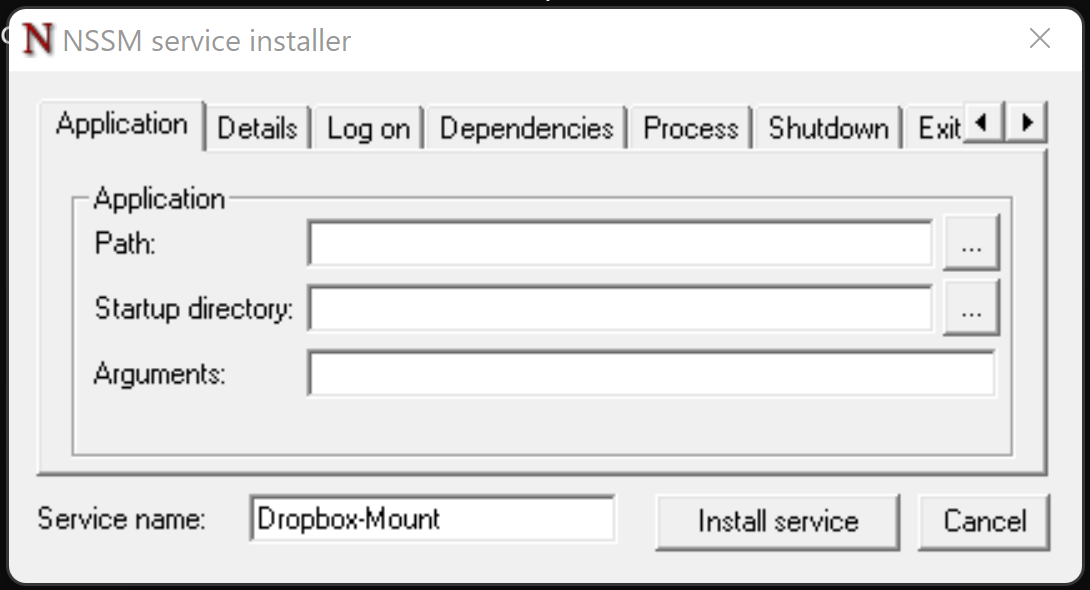 NSSM service installer
Application Details Log on Dependencies Process Shutdown Exit
Application
Path: ...
Startup directory: ...
Arguments:
Service name: Dropbox-Mount Install service Cancel